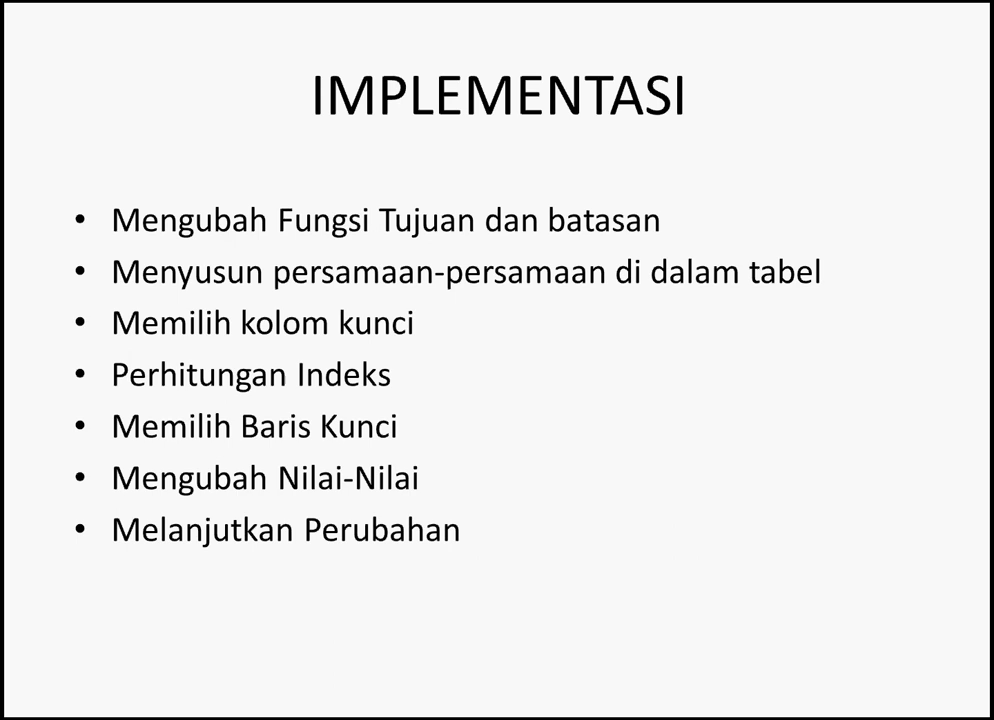 IMPLEMENTASI
• Mengubah Fungsi Tujuan dan batasan
• Menyusun persamaan-persamaan di dalam tabel
• Memilih kolom kunci
• Perhitungan Indeks
• Memilih Baris Kunci
• Mengubah Nilai-Nilai
• Melanjutkan Perubahan